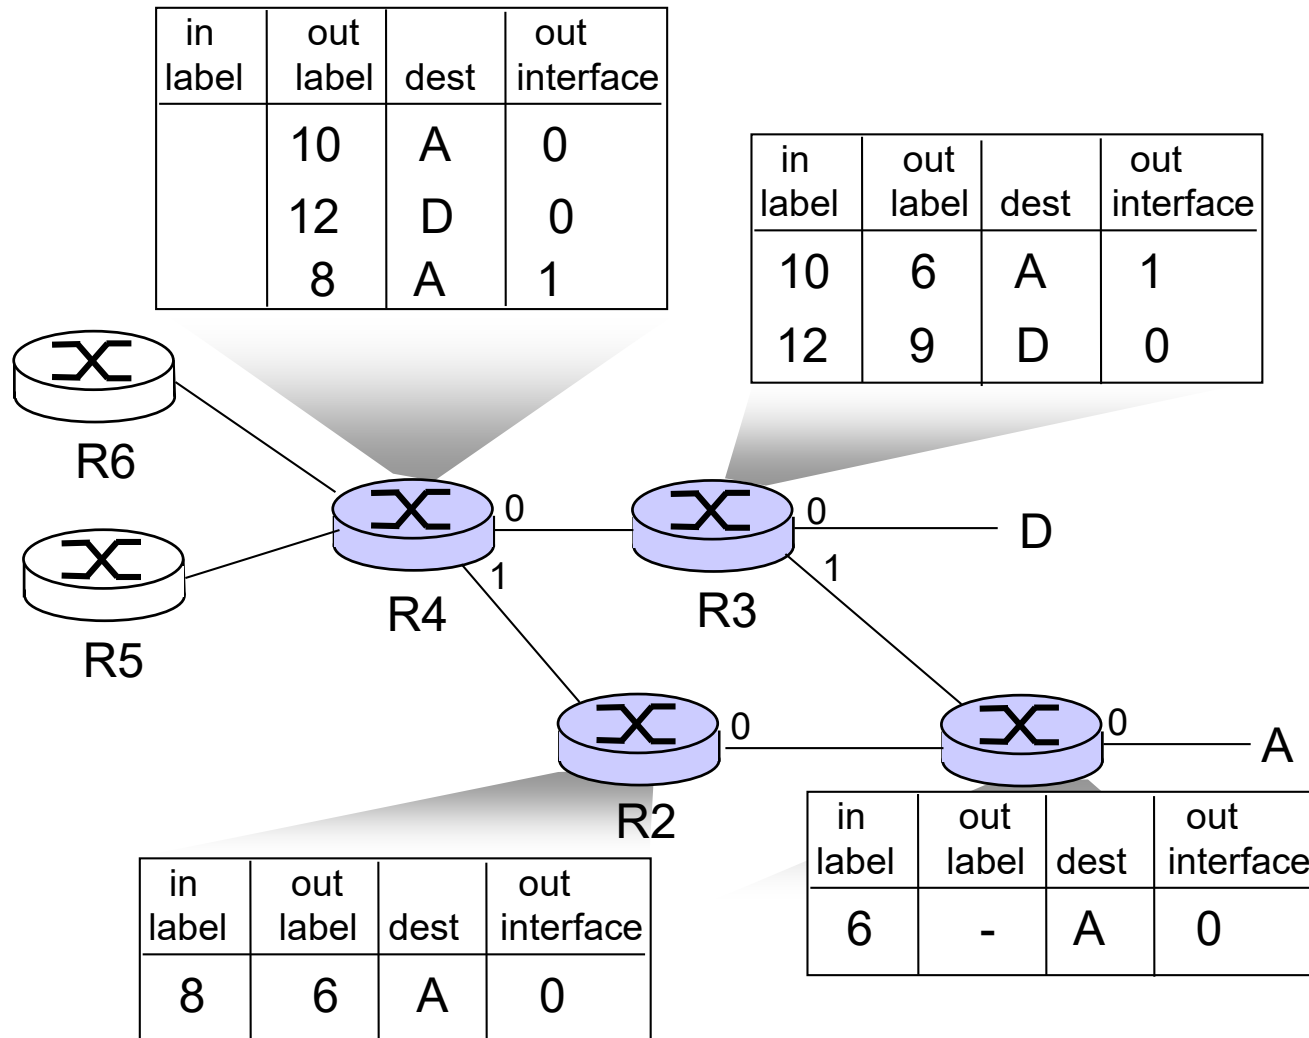 in out out
label label dest interface
10 A 0
12 D 0
8 A 1
in out out
label label dest interface
10 6 A 1
12 9 D 0
R6
R5
R4
0
1
R3
0
1
D
R2
0
0
A
in out out
label label dest interface
8 6 A 0
in out out
label label dest interface
6 - A 0